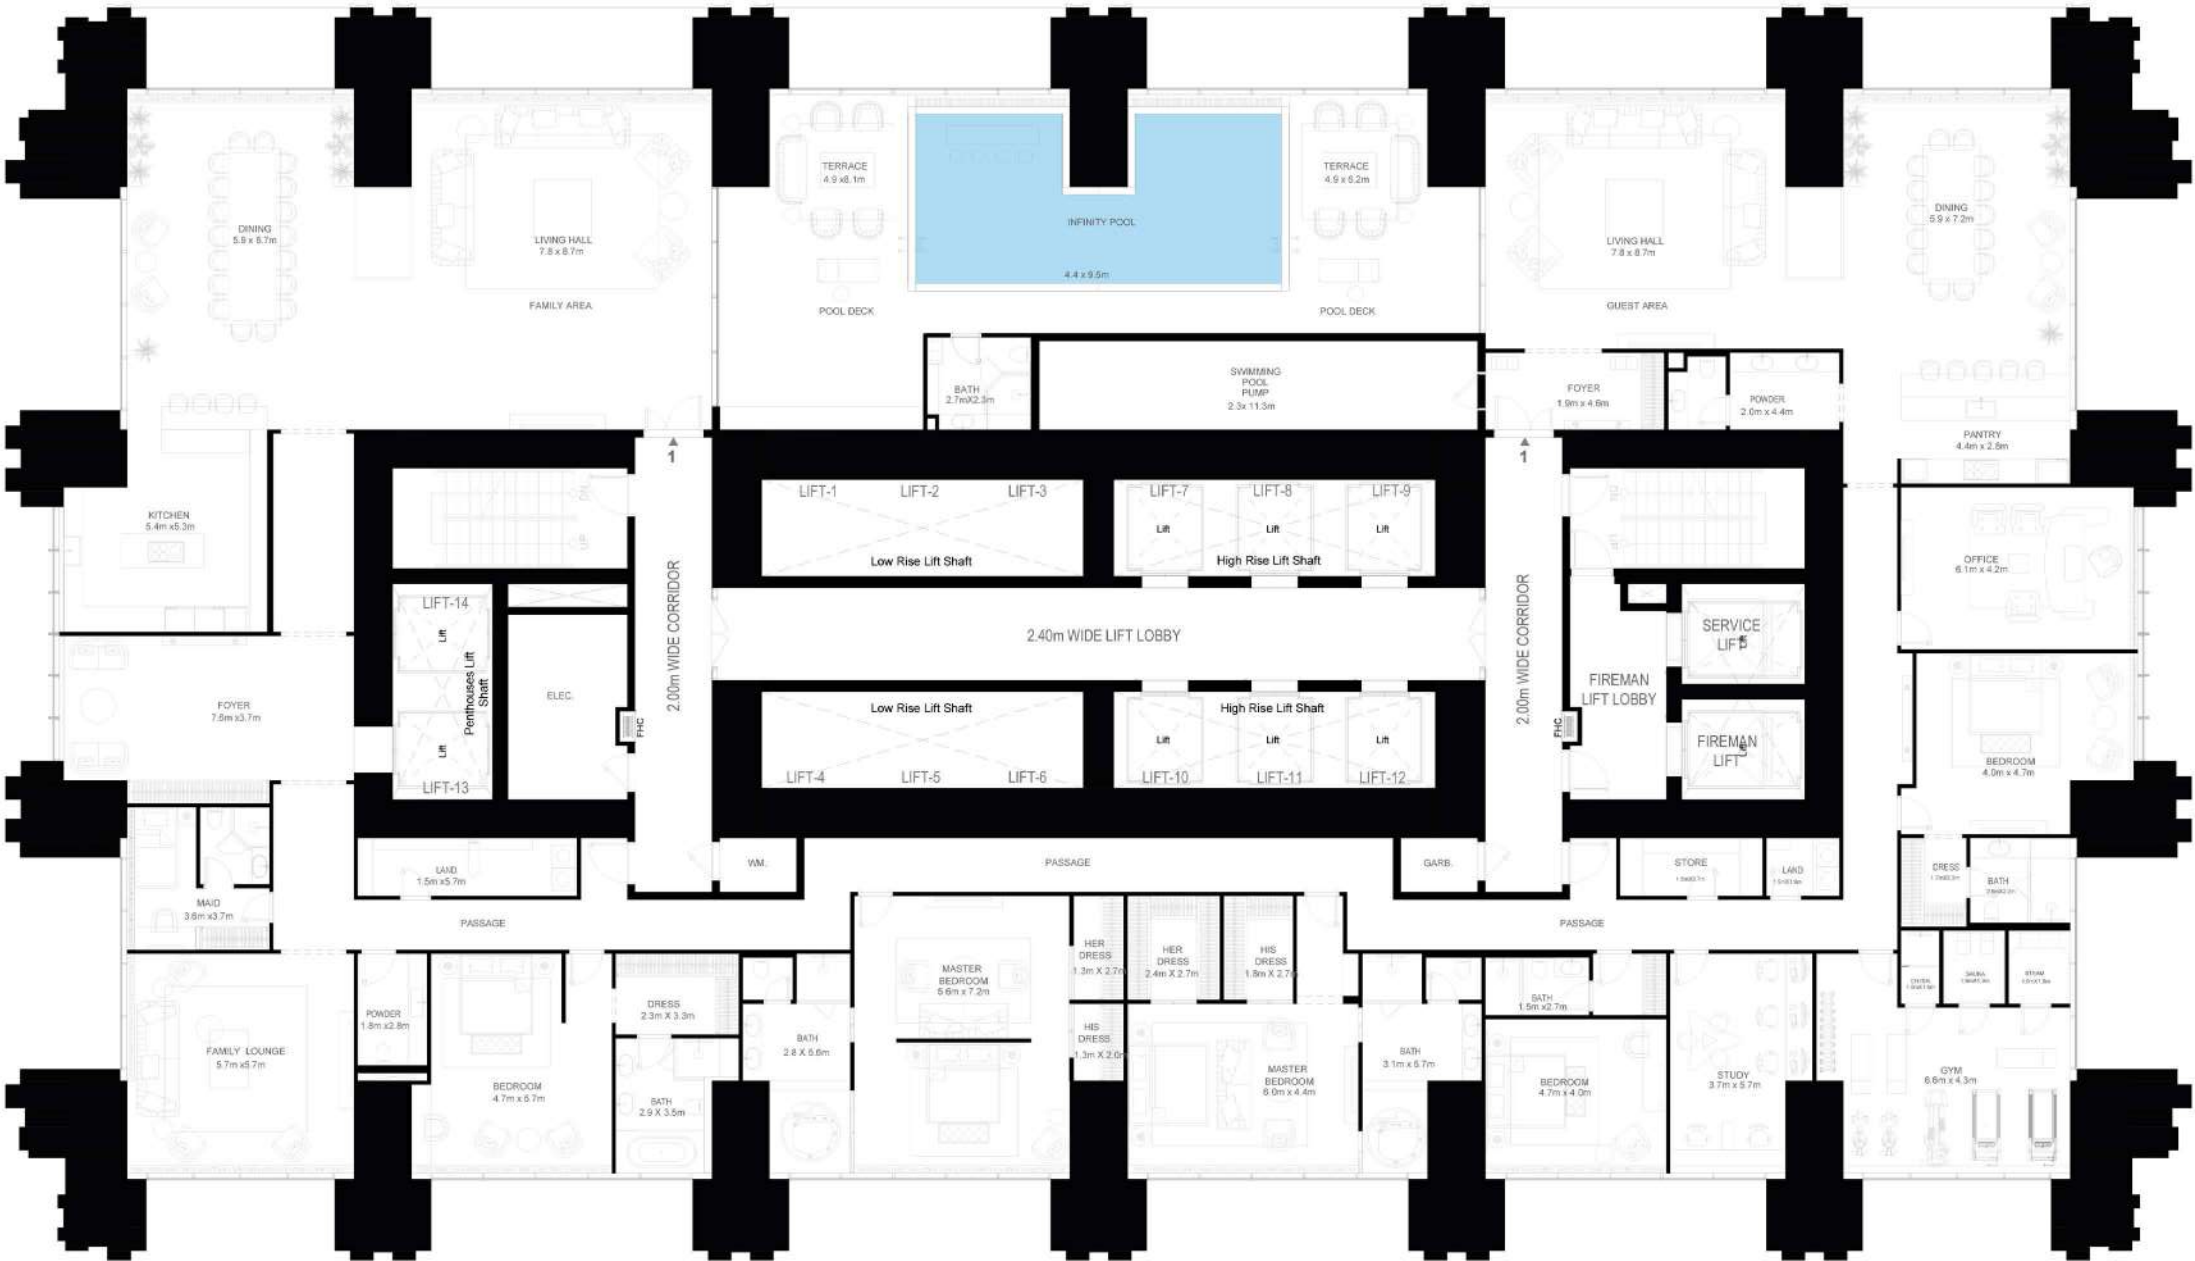 TERRACE
4.9 x8.1m
TERRACE
4.9 x 6.2m
INFINITY POOL
4.4 x 9.5m
DINING
LIVING HALL
7.8 x 8.7m
FAMILY AREA
POOL DECK
POOL DECK
LIVING HALL
7.8 x 8.7m
GUEST AREA
DINING
5.9 x 7.2m
BATH
2.7mX2.3m
SWIMMING
POOL
PUMP
2.3x 11.3m
FOYER
1.9m x 4.6m
POWDER
2.0m x 4.4m
PANTRY
4.4m x 2.8m
1
1
KITCHEN
5.4m x5.3m
DN
UP
LIFT-1
LIFT-2
LIFT-3
Low Rise Lift Shaft
LIFT-7
LIFT-8
LIFT-9
Lift
Lift
Lift
High Rise Lift Shaft
OFFICE
6.1m x 4.2m
LIFT-14
Lift
Penthouses Lift
Shaft
Lift
LIFT-13
ELEC.
FHC
2.00m WIDE CORRIDOR
2.40m WIDE LIFT LOBBY
2.00m WIDE CORRIDOR
FHC
FIREMAN
LIFT LOBBY
SERVICE
LIFT
FIREMAN
LIFT
FOYER
7.6m x3.7m
Low Rise Lift Shaft
LIFT-4
LIFT-5
LIFT-6
High Rise Lift Shaft
Lift
Lift
Lift
LIFT-10
LIFT-11
LIFT-12
BEDROOM
4.0m x 4.7m
LAND
1.5m x5.7m
WM.
PASSAGE
GARB.
STORE
LAND
DRESS
BATH
MAID
3.6m x3.7m
PASSAGE
PASSAGE
HER
DRESS
1.3m X 2.7m
HER
DRESS
2.4m X 2.7m
HIS
DRESS
1.8m X 2.7m
MASTER
BEDROOM
5.6m x 7.2m
SAUNA
STEAM
DRESS
2.3m X 3.3m
POWDER
1.8m x2.8m
BATH
2.8 X 5.6m
HIS
DRESS
1.3m X 2.0m
BATH
1.5m x2.7m
FAMILY LOUNGE
5.7m x5.7m
BEDROOM
4.7m x 5.7m
BATH
2.9 X 3.5m
MASTER
BEDROOM
6.0m x 4.4m
BATH
3.1m x 5.7m
BEDROOM
4.7m x 4.0m
STUDY
3.7m x 5.7m
GYM
6.6m x 4.3m